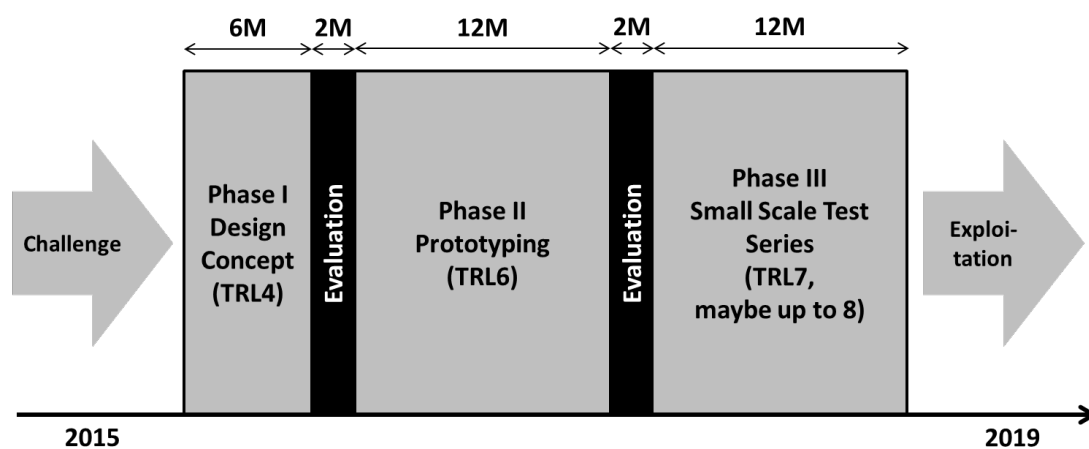 6M 2M 12M 2M 12M
Challenge
Phase I
Design
Concept
(TRL4)
Evaluation
Phase II
Prototyping
(TRL6)
Evaluation
Phase III
Small Scale Test
Series
(TRL7,
maybe up to 8)
Exploi-
tation
2015 2019